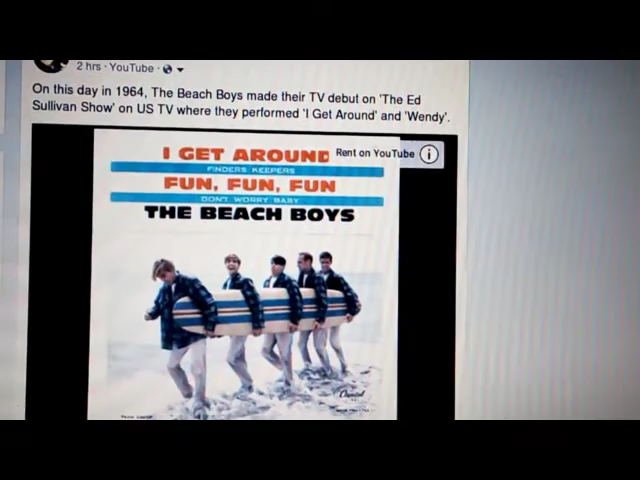 2 hrs · YouTube ·
On this day in 1964, The Beach Boys made their TV debut on 'The Ed
Sullivan Show' on US TV where they performed 'I Get Around' and 'Wendy'.
Rent on YouTube
I GET AROUND
FINDERS KEEPERS
FUN, FUN, FUN
DON'T WORRY BABY
THE BEACH BOYS
Capitol